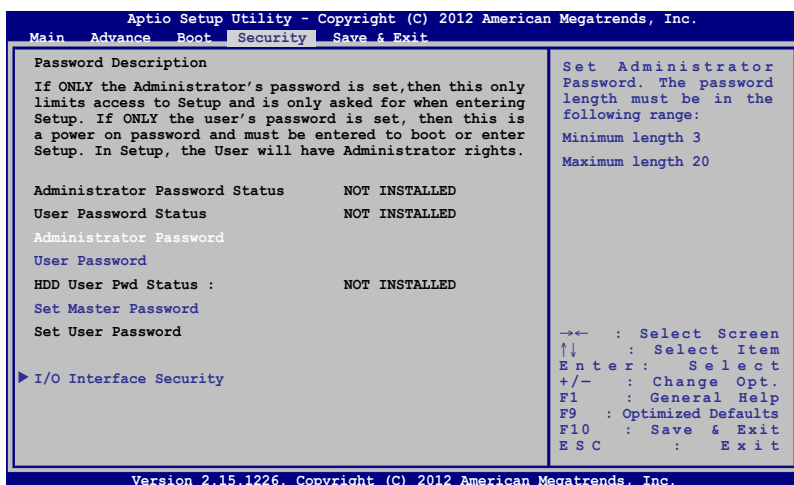 Aptio Setup Utility - Copyright (C) 2012 American Megatrends, Inc.
Main Advance Boot Security Save & Exit
Password Description
If ONLY the Administrator's password is set,then this only
limits access to Setup and is only asked for when entering
Setup. If ONLY the user's password is set, then this is
a power on password and must be entered to boot or enter
Setup. In Setup, the User will have Administrator rights.
Administrator Password Status NOT INSTALLED
User Password Status NOT INSTALLED
Administrator Password
User Password
HDD User Pwd Status : NOT INSTALLED
Set Master Password
Set User Password
I/O Interface Security
Set Administrator
Password. The password
length must be in the
following range:
Minimum length 3
Maximum length 20
→← : Select Screen
↑↓ : Select Item
Enter: Select
+/— : Change Opt.
F1 : General Help
F9 : Optimized Defaults
F10 : Save & Exit
ESC : Exit
Version 2.15.1226. Copyright (C) 2012 American Megatrends, Inc.